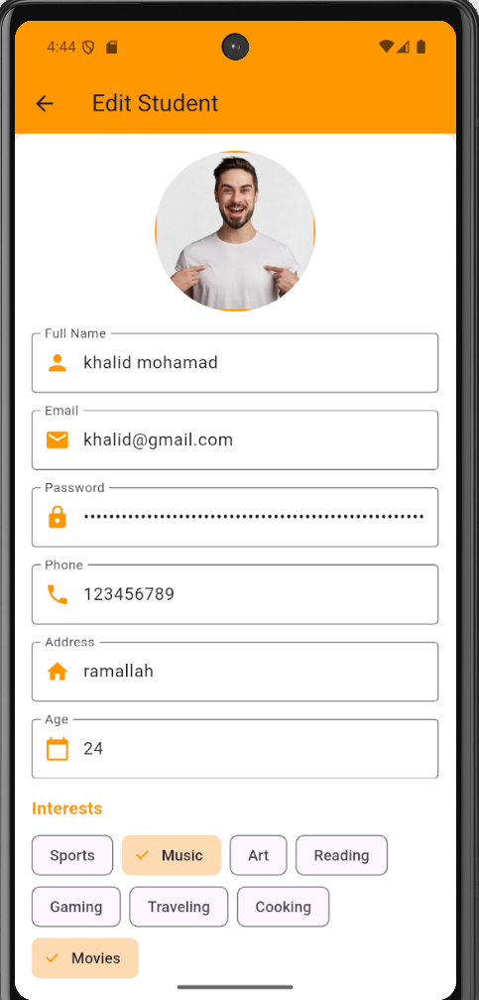 4:44
Edit Student
Full Name
khalid mohamad
Email
khalid@gmail.com
Password
••••••••••••••••••••••••••••••••••••••••••••••••••••••••••••
Phone
123456789
Address
ramallah
Age
24
Interests
Sports Music Art Reading
Gaming Traveling Cooking
Movies